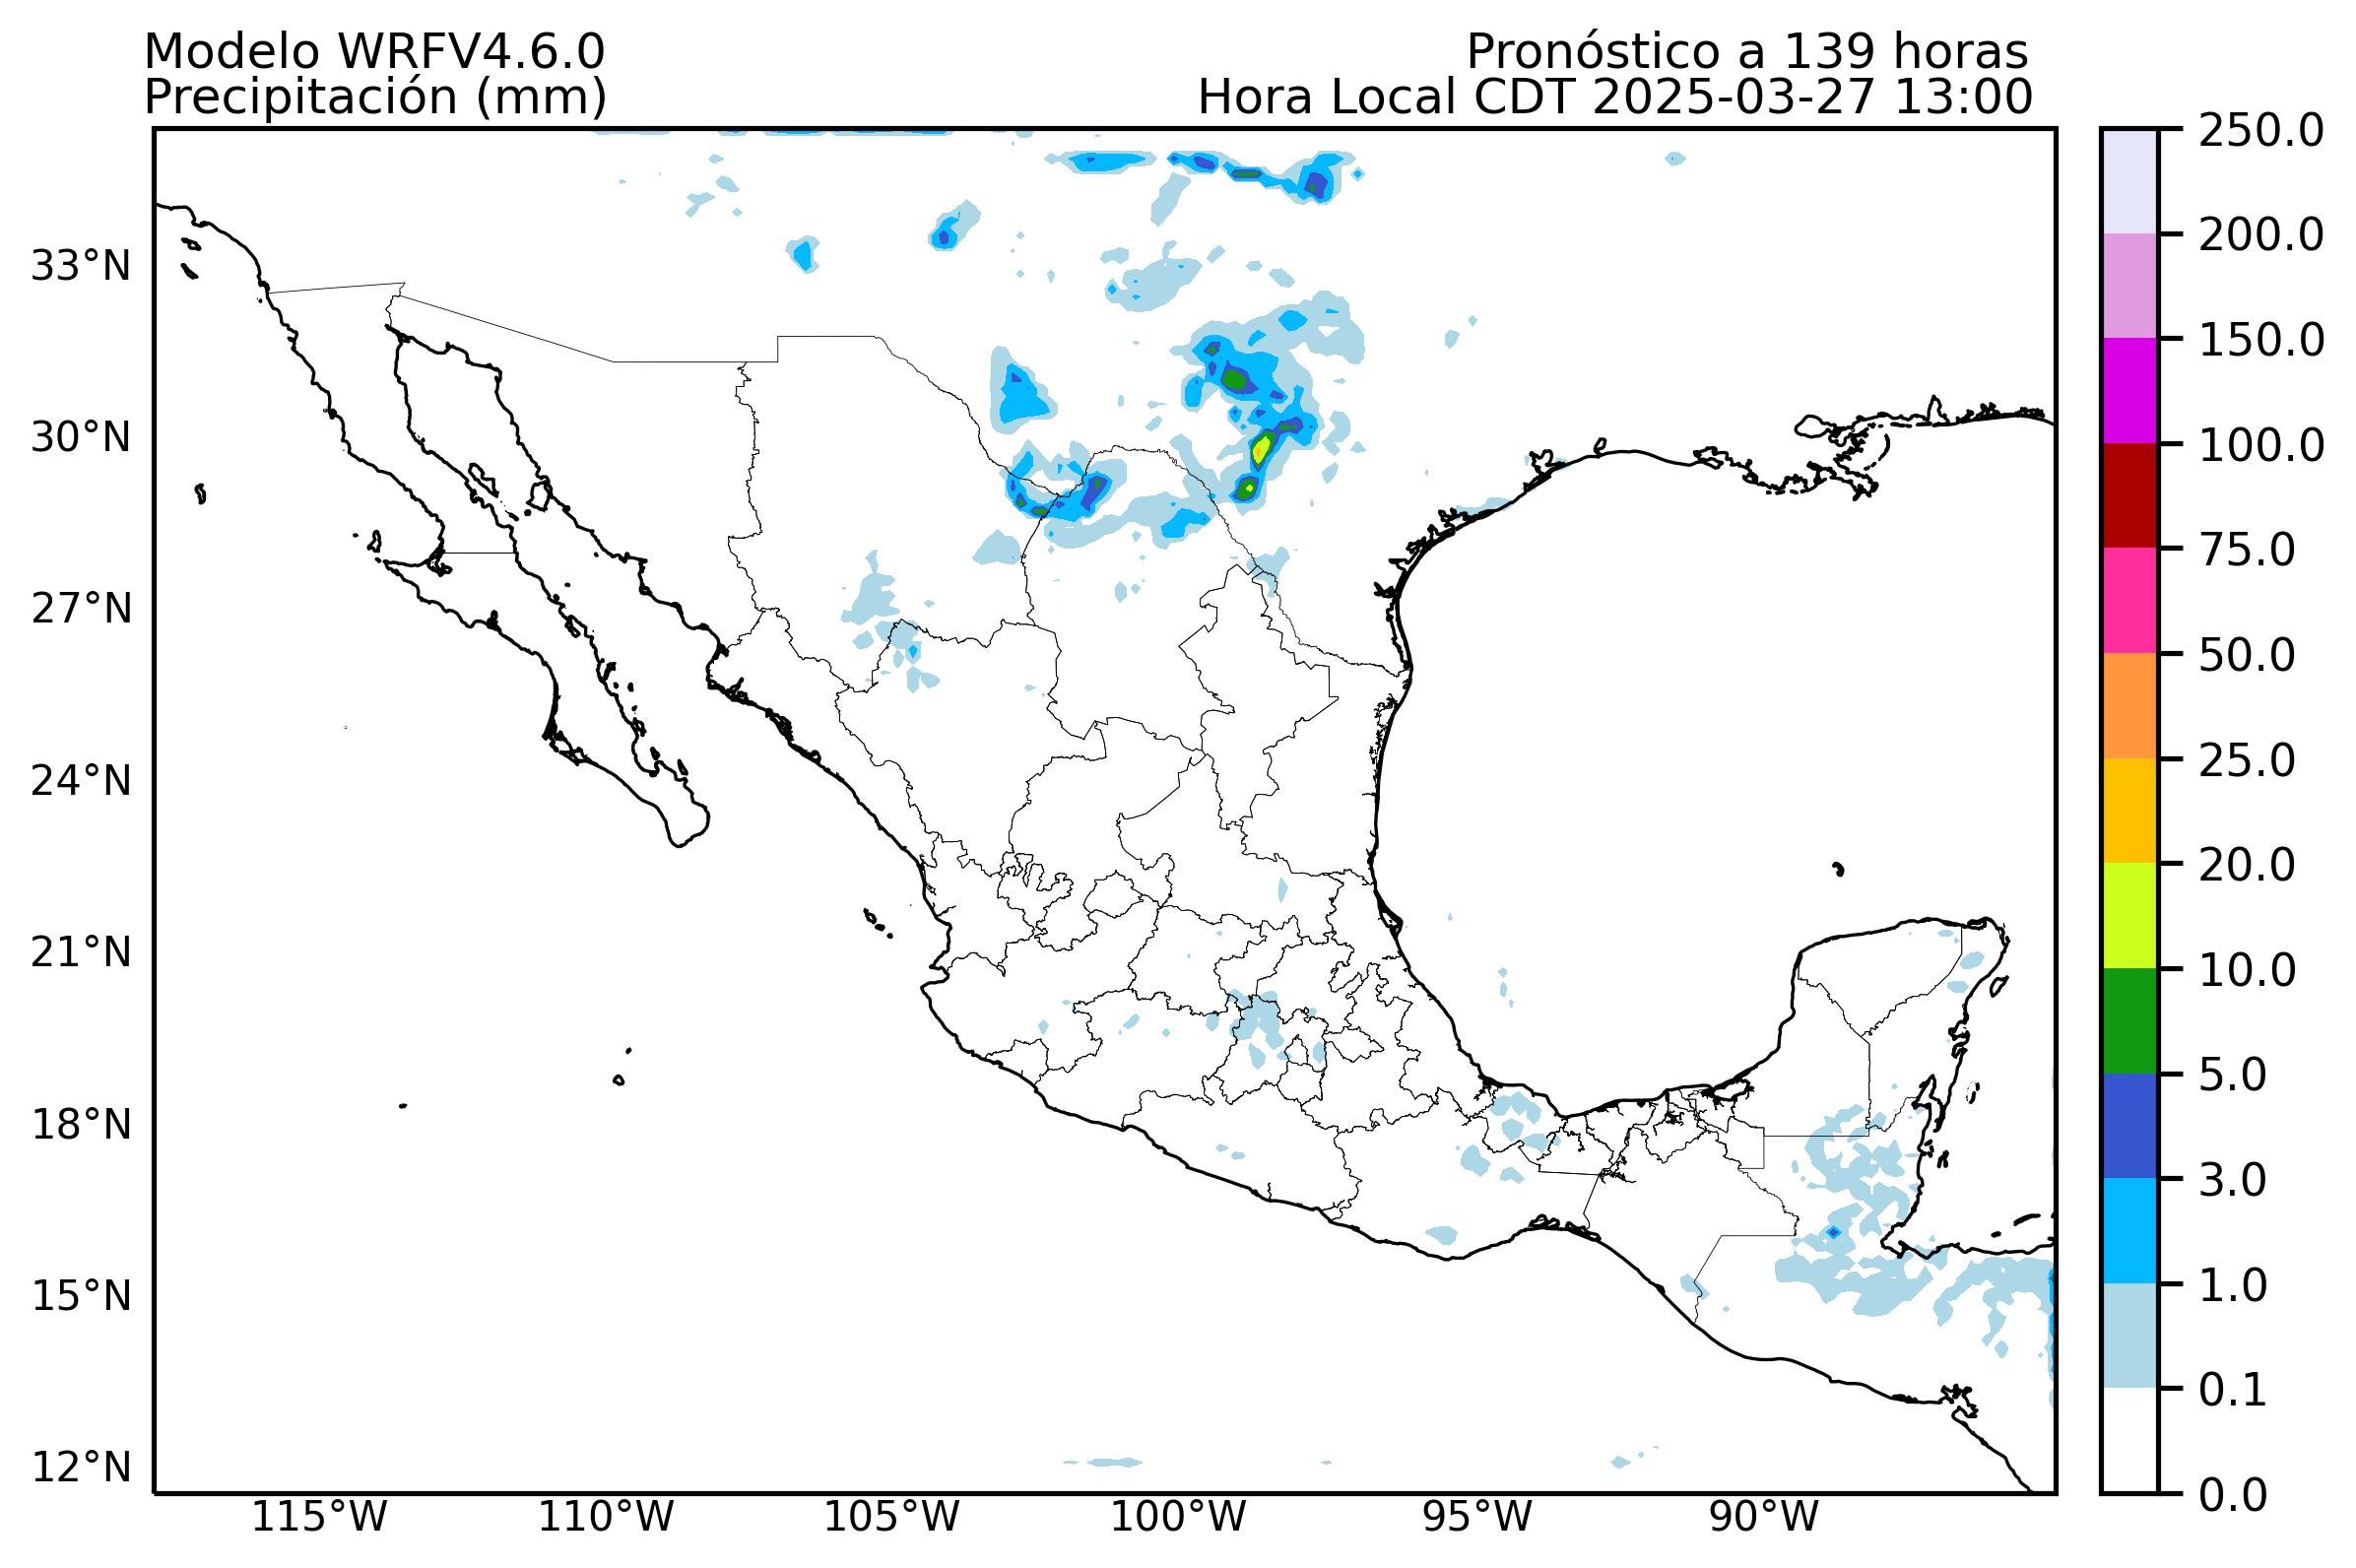 Modelo WRFV4.6.0
Precipitación (mm)
Pronóstico a 139 horas
Hora Local CDT 2025-03-27 13:00
33°N
30°N
27°N
24°N
21°N
18°N
15°N
12°N
115°W
110°W
105°W
100°W
95°W
90°W
250.0
200.0
150.0
100.0
75.0
50.0
25.0
20.0
10.0
5.0
3.0
1.0
0.1
0.0